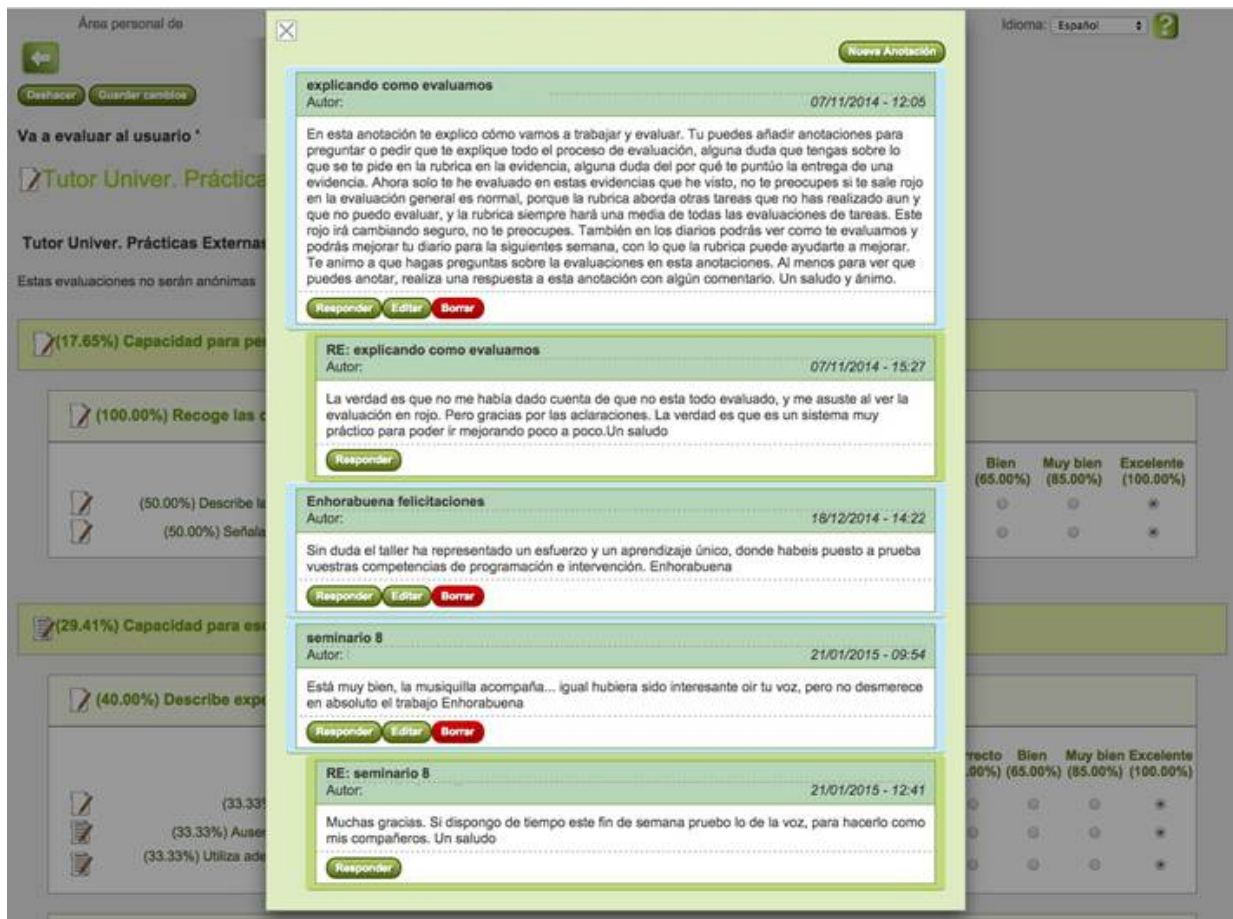 Área personal de
Idioma: Español
?
Nueva Anotación
Deshacer Guardar cambios
Va a evaluar al usuario '
Tutor Univer. Práctica
Tutor Univer. Prácticas Externas
Estas evaluaciones no serán anónimas
explicando como evaluamos
Autor: 07/11/2014 - 12:05
En esta anotación te explico cómo vamos a trabajar y evaluar. Tu puedes añadir anotaciones para
preguntar o pedir que te explique todo el proceso de evaluación, alguna duda que tengas sobre lo
que se te pide en la rubrica en la evidencia, alguna duda del por qué te puntúo la entrega de una
evidencia. Ahora solo te he evaluado en estas evidencias que he visto, no te preocupes si te sale rojo
en la evaluación general es normal, porque la rubrica aborda otras tareas que no has realizado aun y
que no puedo evaluar, y la rubrica siempre hará una media de todas las evaluaciones de tareas. Este
rojo irá cambiando seguro, no te preocupes. También en los diarios podrás ver como te evaluamos y
podrás mejorar tu diario para la siguientes semana, con lo que la rubrica puede ayudarte a mejorar.
Te animo a que hagas preguntas sobre la evaluaciones en esta anotaciones. Al menos para ver que
puedes anotar, realiza una respuesta a esta anotación con algún comentario. Un saludo y ánimo.
Responder Editar Borrar
(17.65%) Capacidad para pe
RE: explicando como evaluamos
Autor: 07/11/2014 - 15:27
La verdad es que no me había dado cuenta de que no esta todo evaluado, y me asuste al ver la
evaluación en rojo. Pero gracias por las aclaraciones. La verdad es que es un sistema muy
práctico para poder ir mejorando poco a poco.Un saludo
Responder
(100.00%) Recoge las
Bien Muy bien Excelente
(65.00%) (85.00%) (100.00%)
(50.00%) Describe la
(50.00%) Señala
Enhorabuena felicitaciones
Autor: 18/12/2014 - 14:22
Sin duda el taller ha representado un esfuerzo y un aprendizaje único, donde habeis puesto a prueba
vuestras competencias de programación e intervención. Enhorabuena
Responder Editar Borrar
(29.41%) Capacidad para es
seminario 8
Autor: 21/01/2015 - 09:54
Está muy bien, la musiquilla acompaña... igual hubiera sido interesante oir tu voz, pero no desmerece
en absoluto el trabajo Enhorabuena
Responder Editar Borrar
(40.00%) Describe expe
RE: seminario 8
Autor: 21/01/2015 - 12:41
Muchas gracias. Si dispongo de tiempo este fin de semana pruebo lo de la voz, para hacerlo como
mis compañeros. Un saludo
Responder
rrecto Bien Muy bien Excelente
.00%) (65.00%) (85.00%) (100.00%)
(33.33%
(33.33%) Ause
(33.33%) Utiliza ade